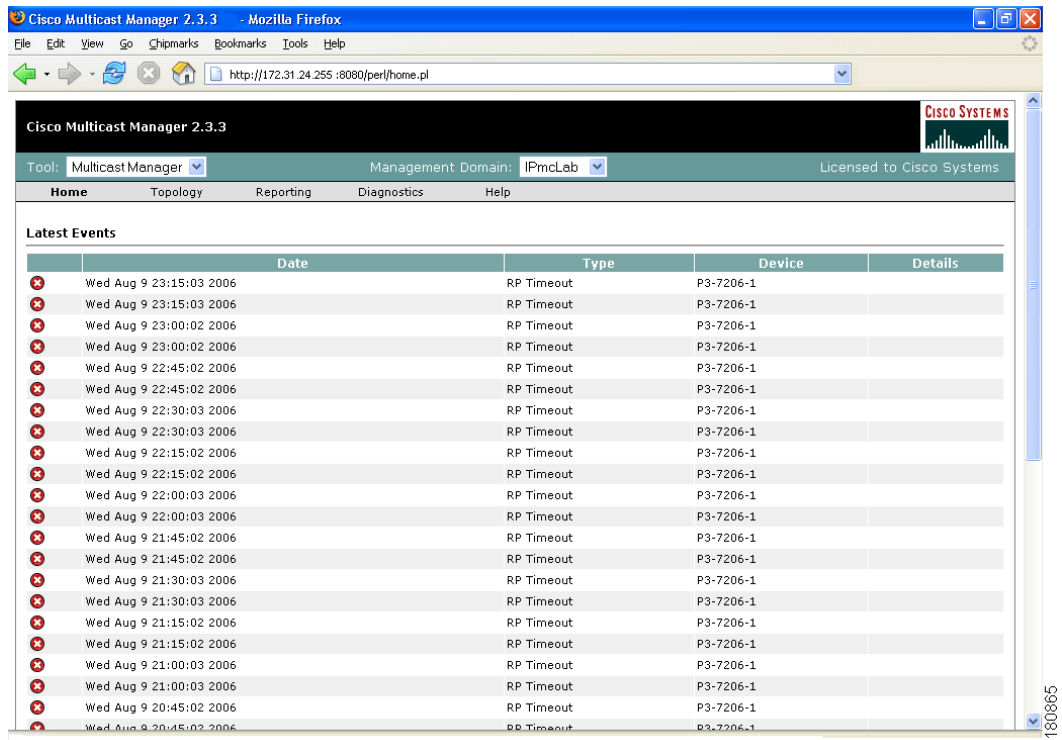 Cisco Multicast Manager 2.3.3 - Mozilla Firefox
File Edit View Go Chipmarks Bookmarks Tools Help
http://172.31.24.255 :8080/perl/home.pl
Cisco Multicast Manager 2.3.3
CISCO SYSTEMS
Tool: Multicast Manager Management Domain: IPmcLab Licensed to Cisco Systems
Home Topology Reporting Diagnostics Help
Latest Events
Date Type Device Details
Wed Aug 9 23:15:03 2006 RP Timeout P3-7206-1
Wed Aug 9 23:15:03 2006 RP Timeout P3-7206-1
Wed Aug 9 23:00:02 2006 RP Timeout P3-7206-1
Wed Aug 9 23:00:02 2006 RP Timeout P3-7206-1
Wed Aug 9 22:45:02 2006 RP Timeout P3-7206-1
Wed Aug 9 22:45:02 2006 RP Timeout P3-7206-1
Wed Aug 9 22:30:03 2006 RP Timeout P3-7206-1
Wed Aug 9 22:30:03 2006 RP Timeout P3-7206-1
Wed Aug 9 22:15:02 2006 RP Timeout P3-7206-1
Wed Aug 9 22:15:02 2006 RP Timeout P3-7206-1
Wed Aug 9 22:00:03 2006 RP Timeout P3-7206-1
Wed Aug 9 22:00:03 2006 RP Timeout P3-7206-1
Wed Aug 9 21:45:02 2006 RP Timeout P3-7206-1
Wed Aug 9 21:45:02 2006 RP Timeout P3-7206-1
Wed Aug 9 21:30:03 2006 RP Timeout P3-7206-1
Wed Aug 9 21:30:03 2006 RP Timeout P3-7206-1
Wed Aug 9 21:15:02 2006 RP Timeout P3-7206-1
Wed Aug 9 21:15:02 2006 RP Timeout P3-7206-1
Wed Aug 9 21:00:03 2006 RP Timeout P3-7206-1
Wed Aug 9 21:00:03 2006 RP Timeout P3-7206-1
Wed Aug 9 20:45:02 2006 RP Timeout P3-7206-1
Wed Aug 9 20:45:02 2006 RP Timeout P3-7206-1
180865